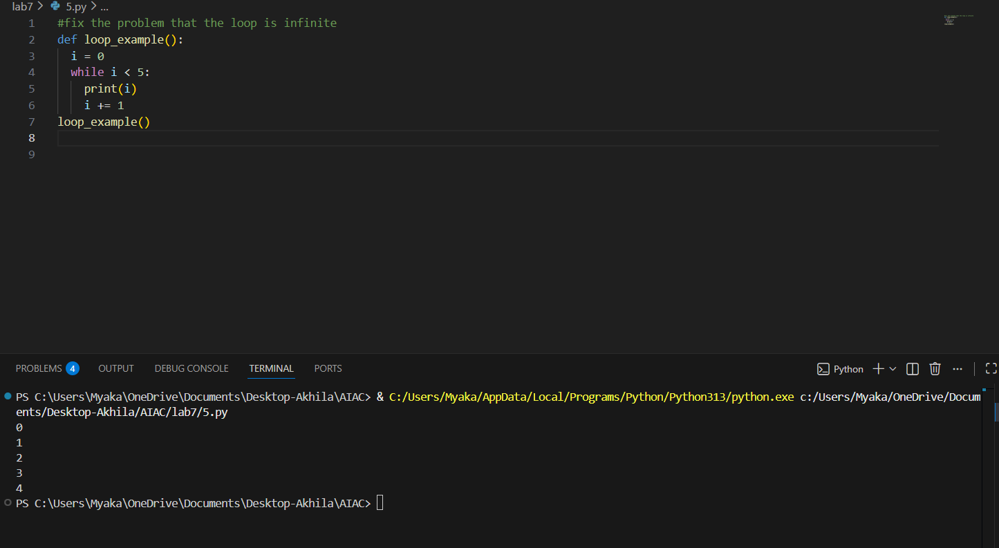 lab7 > 5.py > ...
1 #fix the problem that the loop is infinite
2 def loop_example():
3   i = 0
4   while i < 5:
5     print(i)
6     i += 1
7 loop_example()
8
9
PROBLEMS 4 OUTPUT DEBUG CONSOLE TERMINAL PORTS Python
PS C:\Users\Myaka\OneDrive\Documents\Desktop-Akhila\AIAC> & C:/Users/Myaka/AppData/Local/Programs/Python/Python313/python.exe c:/Users/Myaka/OneDrive/Docum
ents/Desktop-Akhila/AIAC/lab7/5.py
0
1
2
3
4
PS C:\Users\Myaka\OneDrive\Documents\Desktop-Akhila\AIAC>